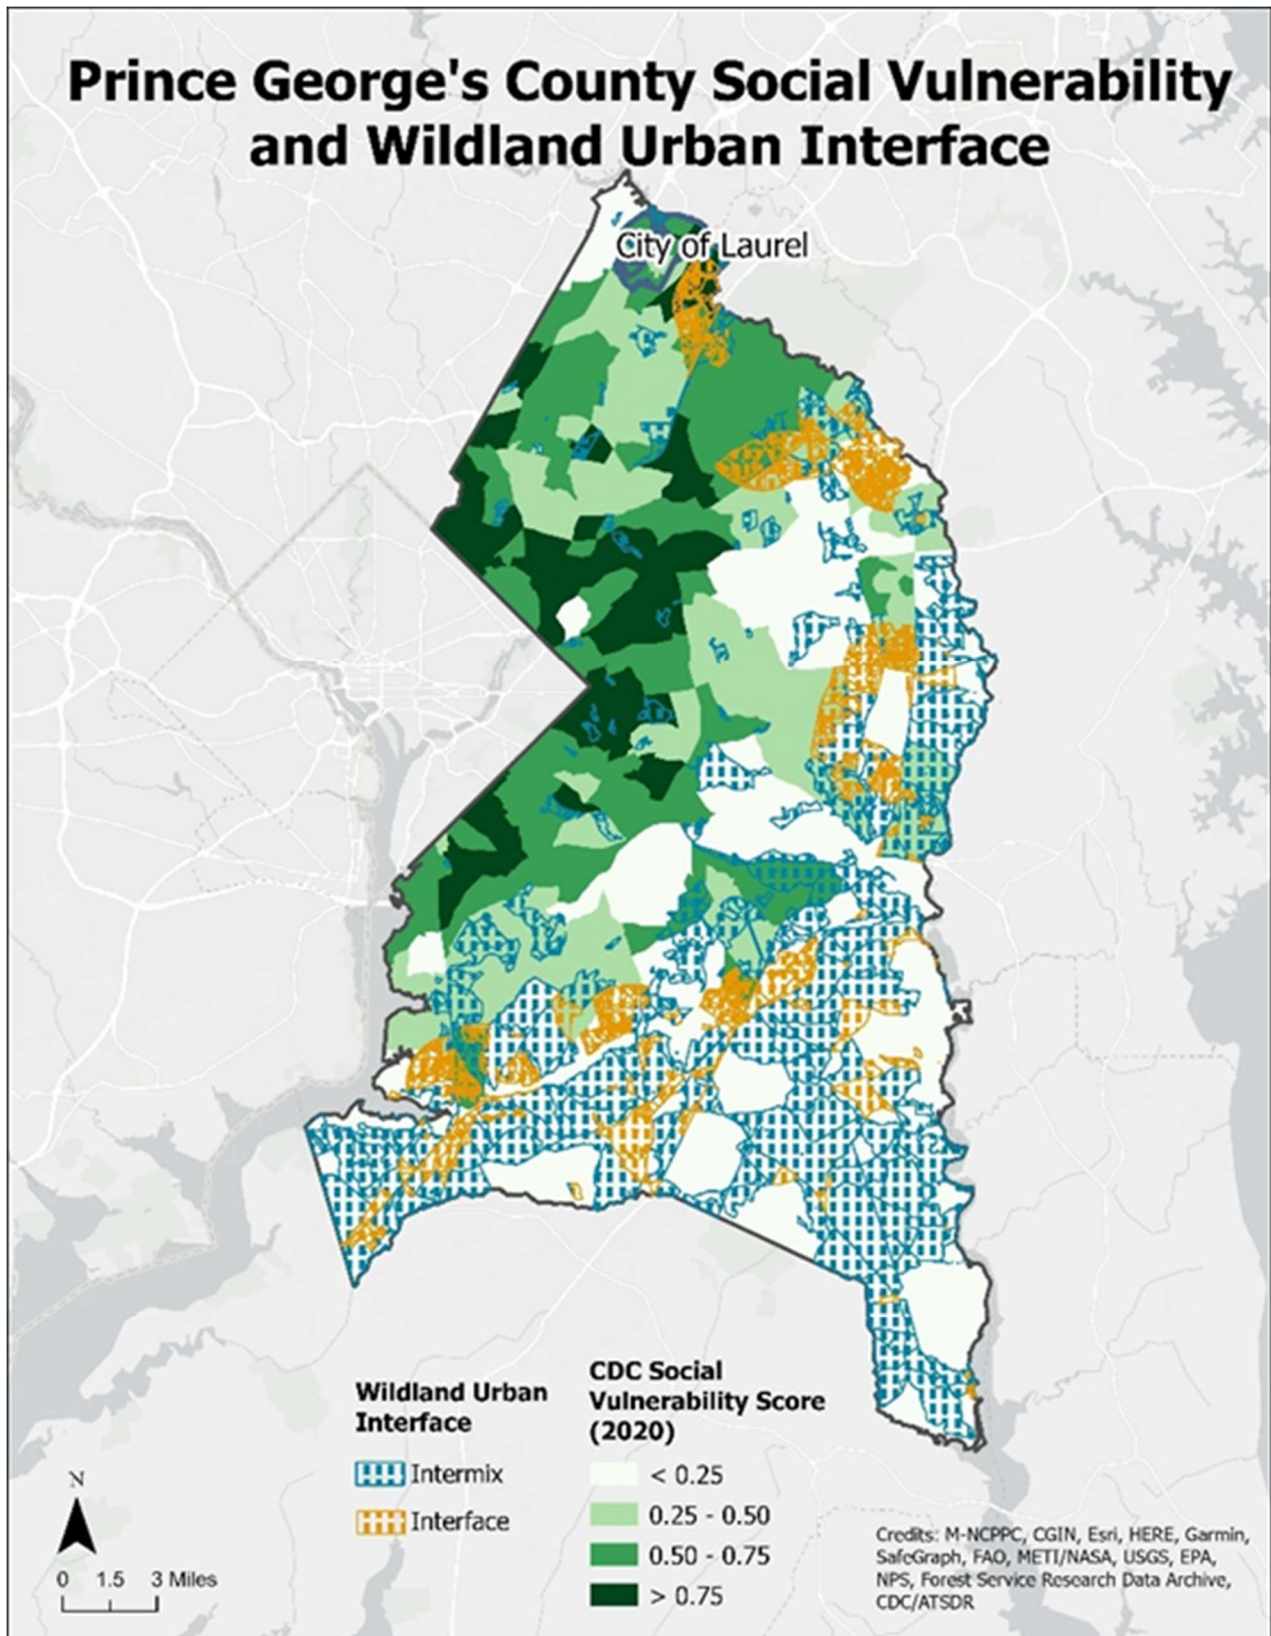 Prince George's County Social Vulnerability
and Wildland Urban Interface
City of Laurel
Wildland Urban
Interface
Intermix
Interface
CDC Social
Vulnerability Score
(2020)
< 0.25
0.25 - 0.50
0.50 - 0.75
> 0.75
N
0 1.5 3 Miles
Credits: M-NCPPC, CGIN, Esri, HERE, Garmin,
SafeGraph, FAO, METI/NASA, USGS, EPA,
NPS, Forest Service Research Data Archive,
CDC/ATSDR